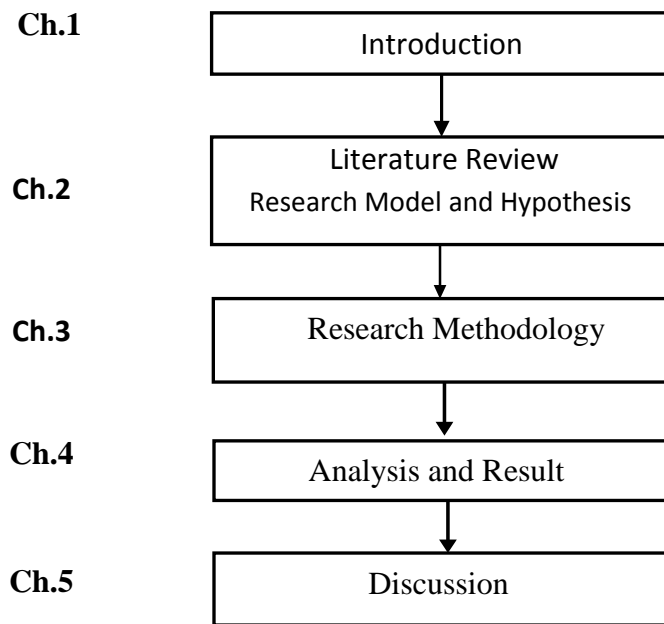 Ch.1
Introduction
Literature Review
Ch.2
Research Model and Hypothesis
Ch.3
Research Methodology
Ch.4
Analysis and Result
Ch.5
Discussion